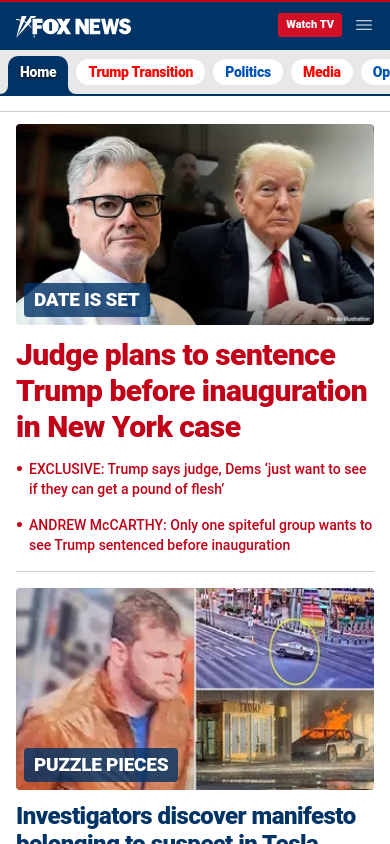 FOX NEWS
Watch TV
Home
Trump Transition
Politics
Media
Op
DATE IS SET
Photo Illustration
Judge plans to sentence
Trump before inauguration
in New York case
EXCLUSIVE: Trump says judge, Dems ‘just want to see
if they can get a pound of flesh’
ANDREW McCARTHY: Only one spiteful group wants to
see Trump sentenced before inauguration
TRUMP
PUZZLE PIECES
Investigators discover manifesto
belonging to suspect in Tesla